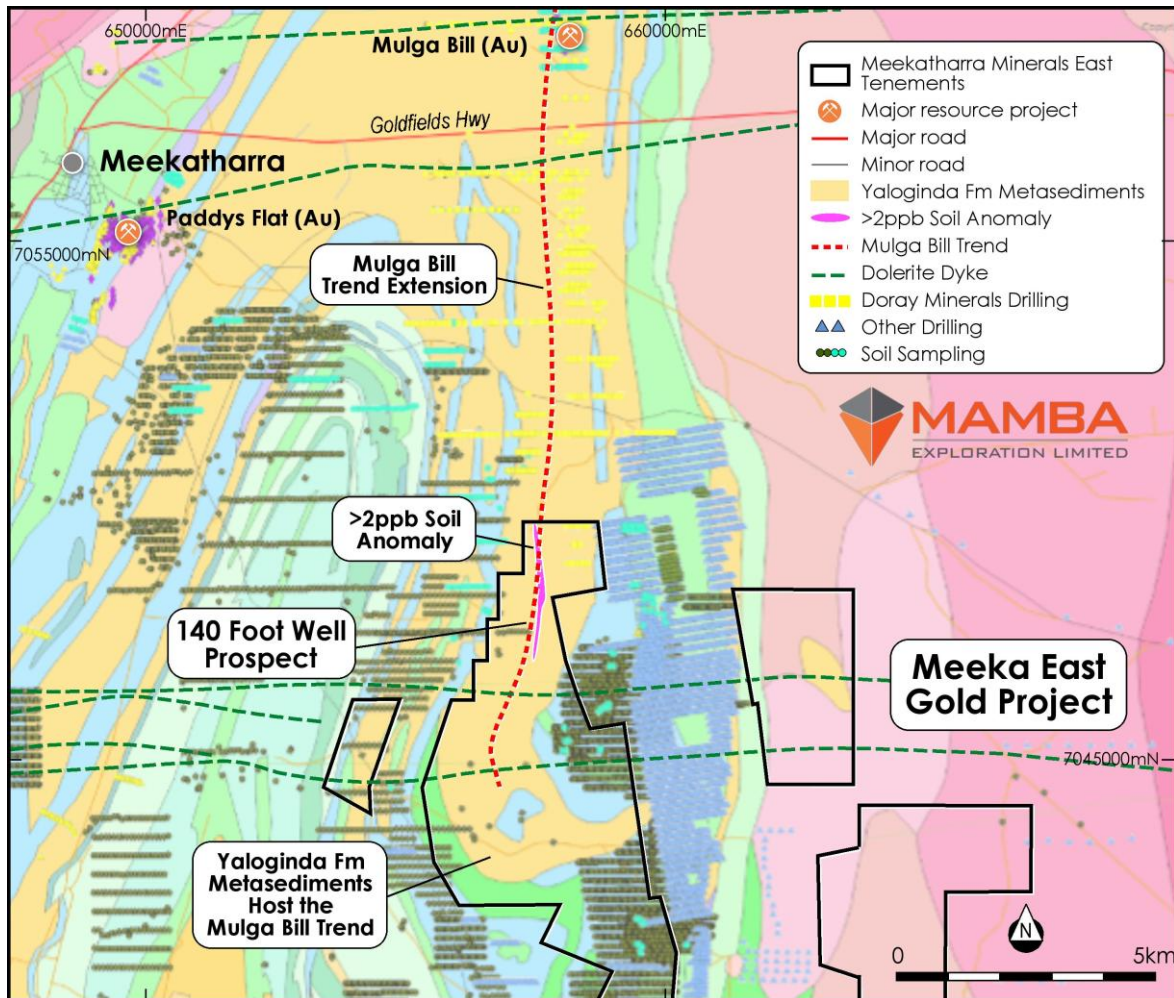 650000mE
660000mE
Mulga Bill (Au)
Goldfields Hwy
Meekatharra
Paddys Flat (Au)
7055000mN
Mulga Bill
Trend Extension
>2ppb Soil
Anomaly
140 Foot Well
Prospect
Yaloginda Fm
Metasediments
Host the
Mulga Bill Trend
Meekatharra Minerals East
Tenements
Major resource project
Major road
Minor road
Yaloginda Fm Metasediments
>2ppb Soil Anomaly
Mulga Bill Trend
Dolerite Dyke
Doray Minerals Drilling
Other Drilling
Soil Sampling
MAMBA
EXPLORATION LIMITED
Meeka East
Gold Project
7045000mN
N
0
5km